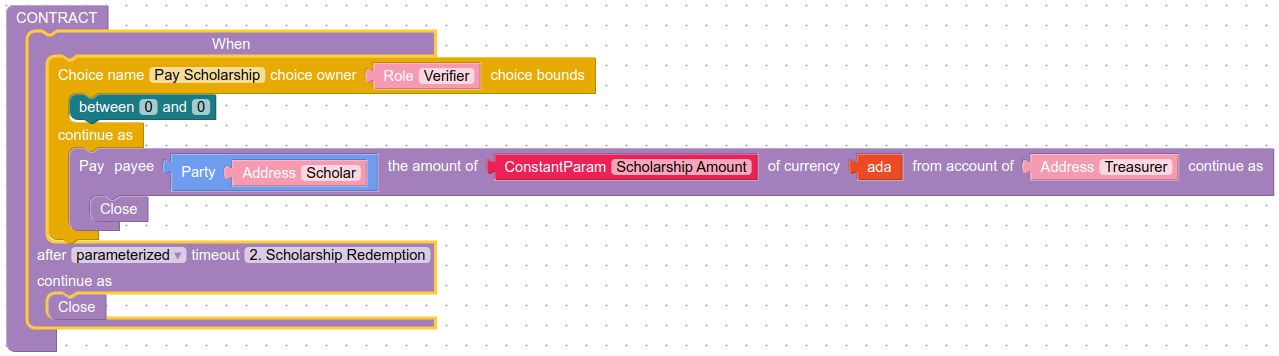 CONTRACT
When
Choice name Pay Scholarship choice owner Role Verifier choice bounds
between 0 and 0
continue as
Pay payee Party Address Scholar the amount of ConstantParam Scholarship Amount of currency ada from account of Address Treasurer continue as
Close
after parameterized ▾ timeout 2. Scholarship Redemption
continue as
Close